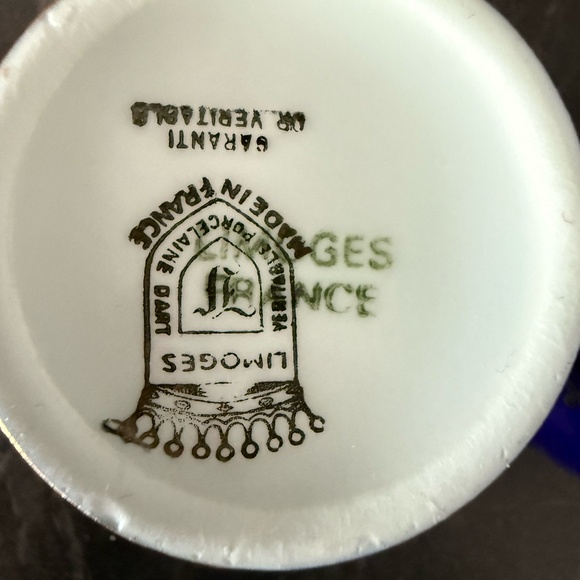 LIMOGES
FRANCE
LIMOGES
VERITABLE PORCELAINE D'ART
L
MADE IN FRANCE
GARANTI
OR VERITABLE